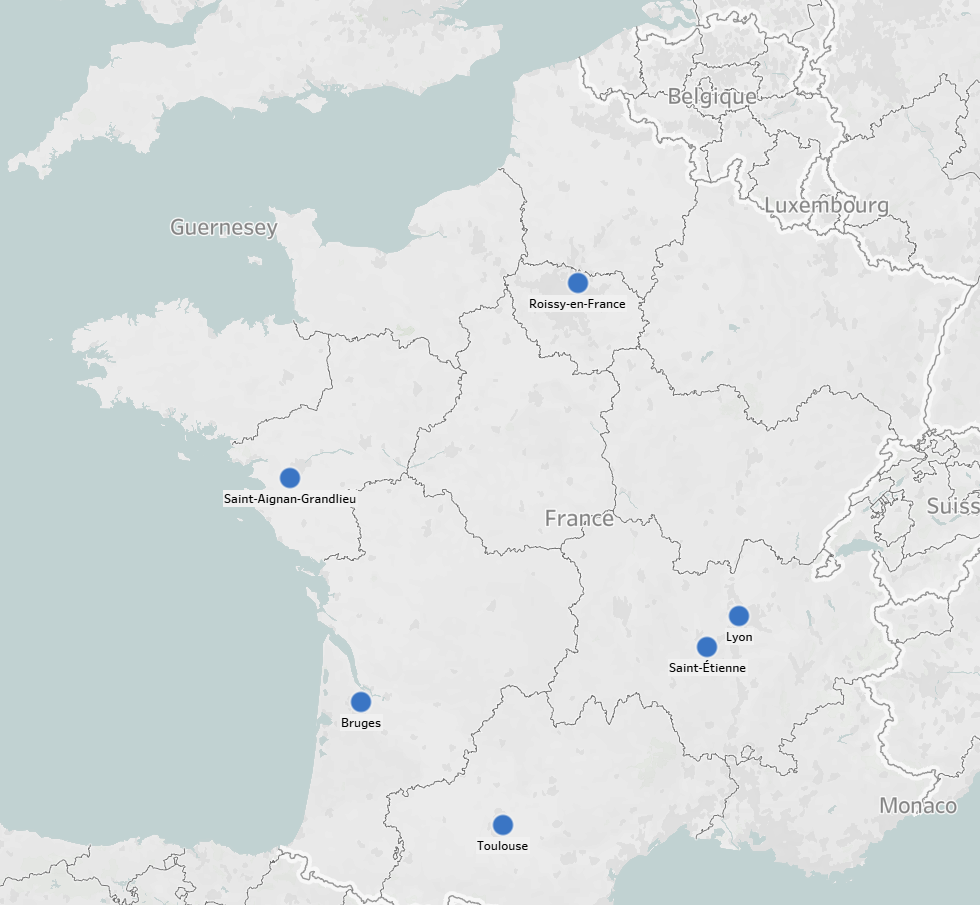 Belgique
Luxembourg
Guernesey
Roissy-en-France
Saint-Aignan-Grandlieu
France
Suiss
Lyon
Saint-Étienne
Bruges
Monaco
Toulouse